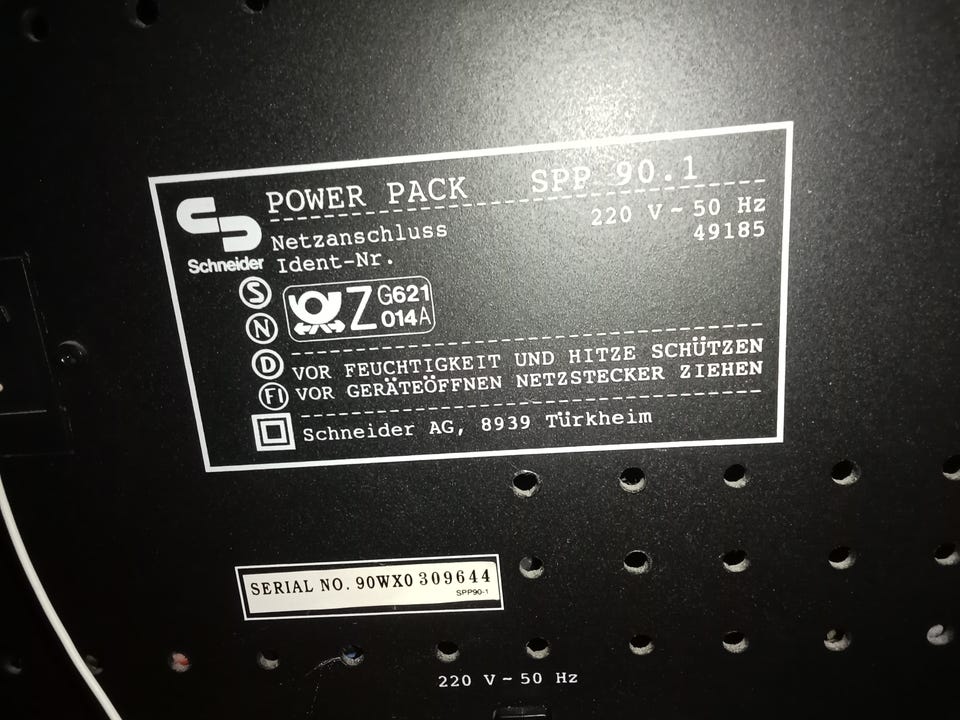 POWER PACK SPP 90.1
Netzanschluss 220 V ~ 50 Hz
Ident-Nr. 49185
Schneider
S
N
D
FI
Z G621
014A
VOR FEUCHTIGKEIT UND HITZE SCHÜTZEN
VOR GERÄTEÖFFNEN NETZSTECKER ZIEHEN
Schneider AG, 8939 Türkheim
SERIAL NO. 90WX0 309644
SPP90-1
220 V ~ 50 Hz